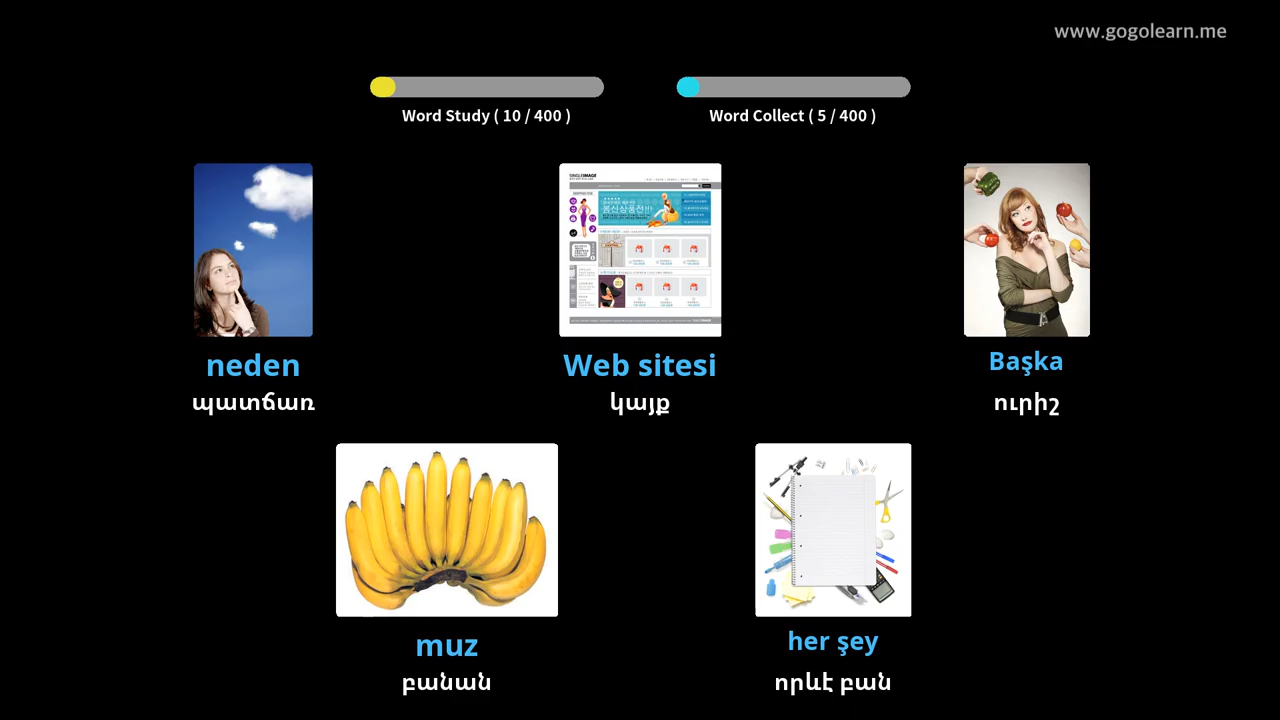 www.gogolearn.me
Word Study ( 10 / 400 )
Word Collect ( 5 / 400 )
SINGLEIMAGE
neden
Web sitesi
Başka
պատճառ
կայք
ուրիշ
muz
her şey
բանան
որևէ բան